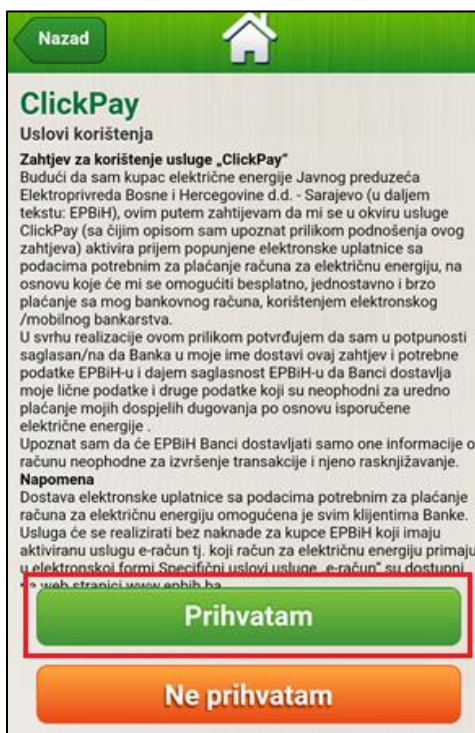 Nazad
ClickPay
Uslovi korištenja
Zahtjev za korištenje usluge „ClickPay“
Budući da sam kupac električne energije Javnog preduzeća
Elektroprivreda Bosne i Hercegovine d.d. - Sarajevo (u daljem
tekstu: EPBiH), ovim putem zahtijevam da mi se u okviru usluge
ClickPay (sa čijim opisom sam upoznat prilikom podnošenja ovog
zahtjeva) aktivira prijem popunjene elektronske uplatnice sa
podacima potrebnim za plaćanje računa za električnu energiju, na
osnovu koje će mi se omogućiti besplatno, jednostavno i brzo
plaćanje sa mog bankovnog računa, korištenjem elektronskog
/mobilnog bankarstva.
U svrhu realizacije ovom prilikom potvrđujem da sam u potpunosti
saglasan/na da Banka u moje ime dostavi ovaj zahtjev i potrebne
podatke EPBiH-u i dajem saglasnost EPBiH-u da Banci dostavlja
moje lične podatke i druge podatke koji su neophodni za uredno
plaćanje mojih dospjelih dugovanja po osnovu isporučene
električne energije .
Upoznat sam da će EPBiH Banci dostavljati samo one informacije o
računu neophodne za izvršenje transakcije i njeno rasknjižavanje.
Napomena
Dostava elektronske uplatnice sa podacima potrebnim za plaćanje
računa za električnu energiju omogućena je svim klijentima Banke.
Usluga će se realizirati bez naknade za kupce EPBiH koji imaju
aktiviranu uslugu e-račun tj. koji račun za električnu energiju primaju
u elektronskoj formi Specifični uslovi usluge „e-račun“ su dostupni
na web stranici www.epbih.ba
Prihvatam
Ne prihvatam